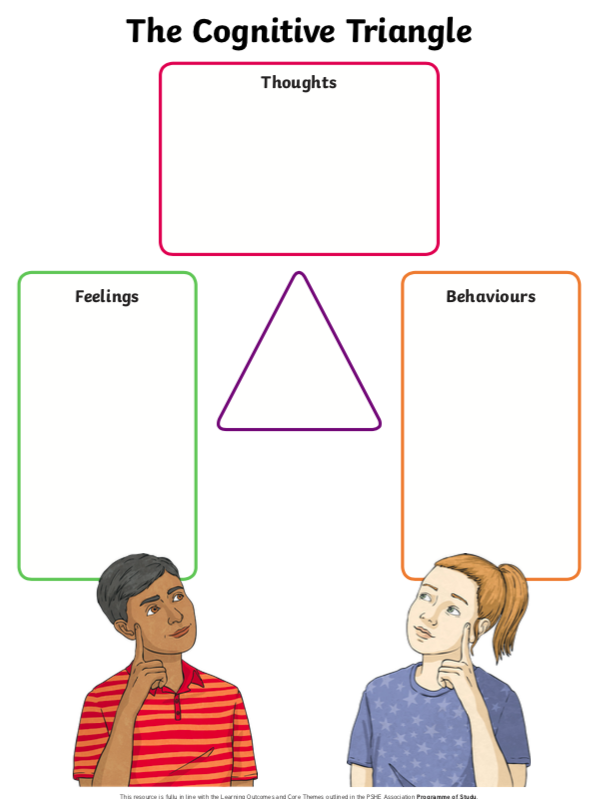 The Cognitive Triangle
Thoughts
Feelings
Behaviours
This resource is fully in line with the Learning Outcomes and Core Themes outlined in the PSHE Association Programme of Study.